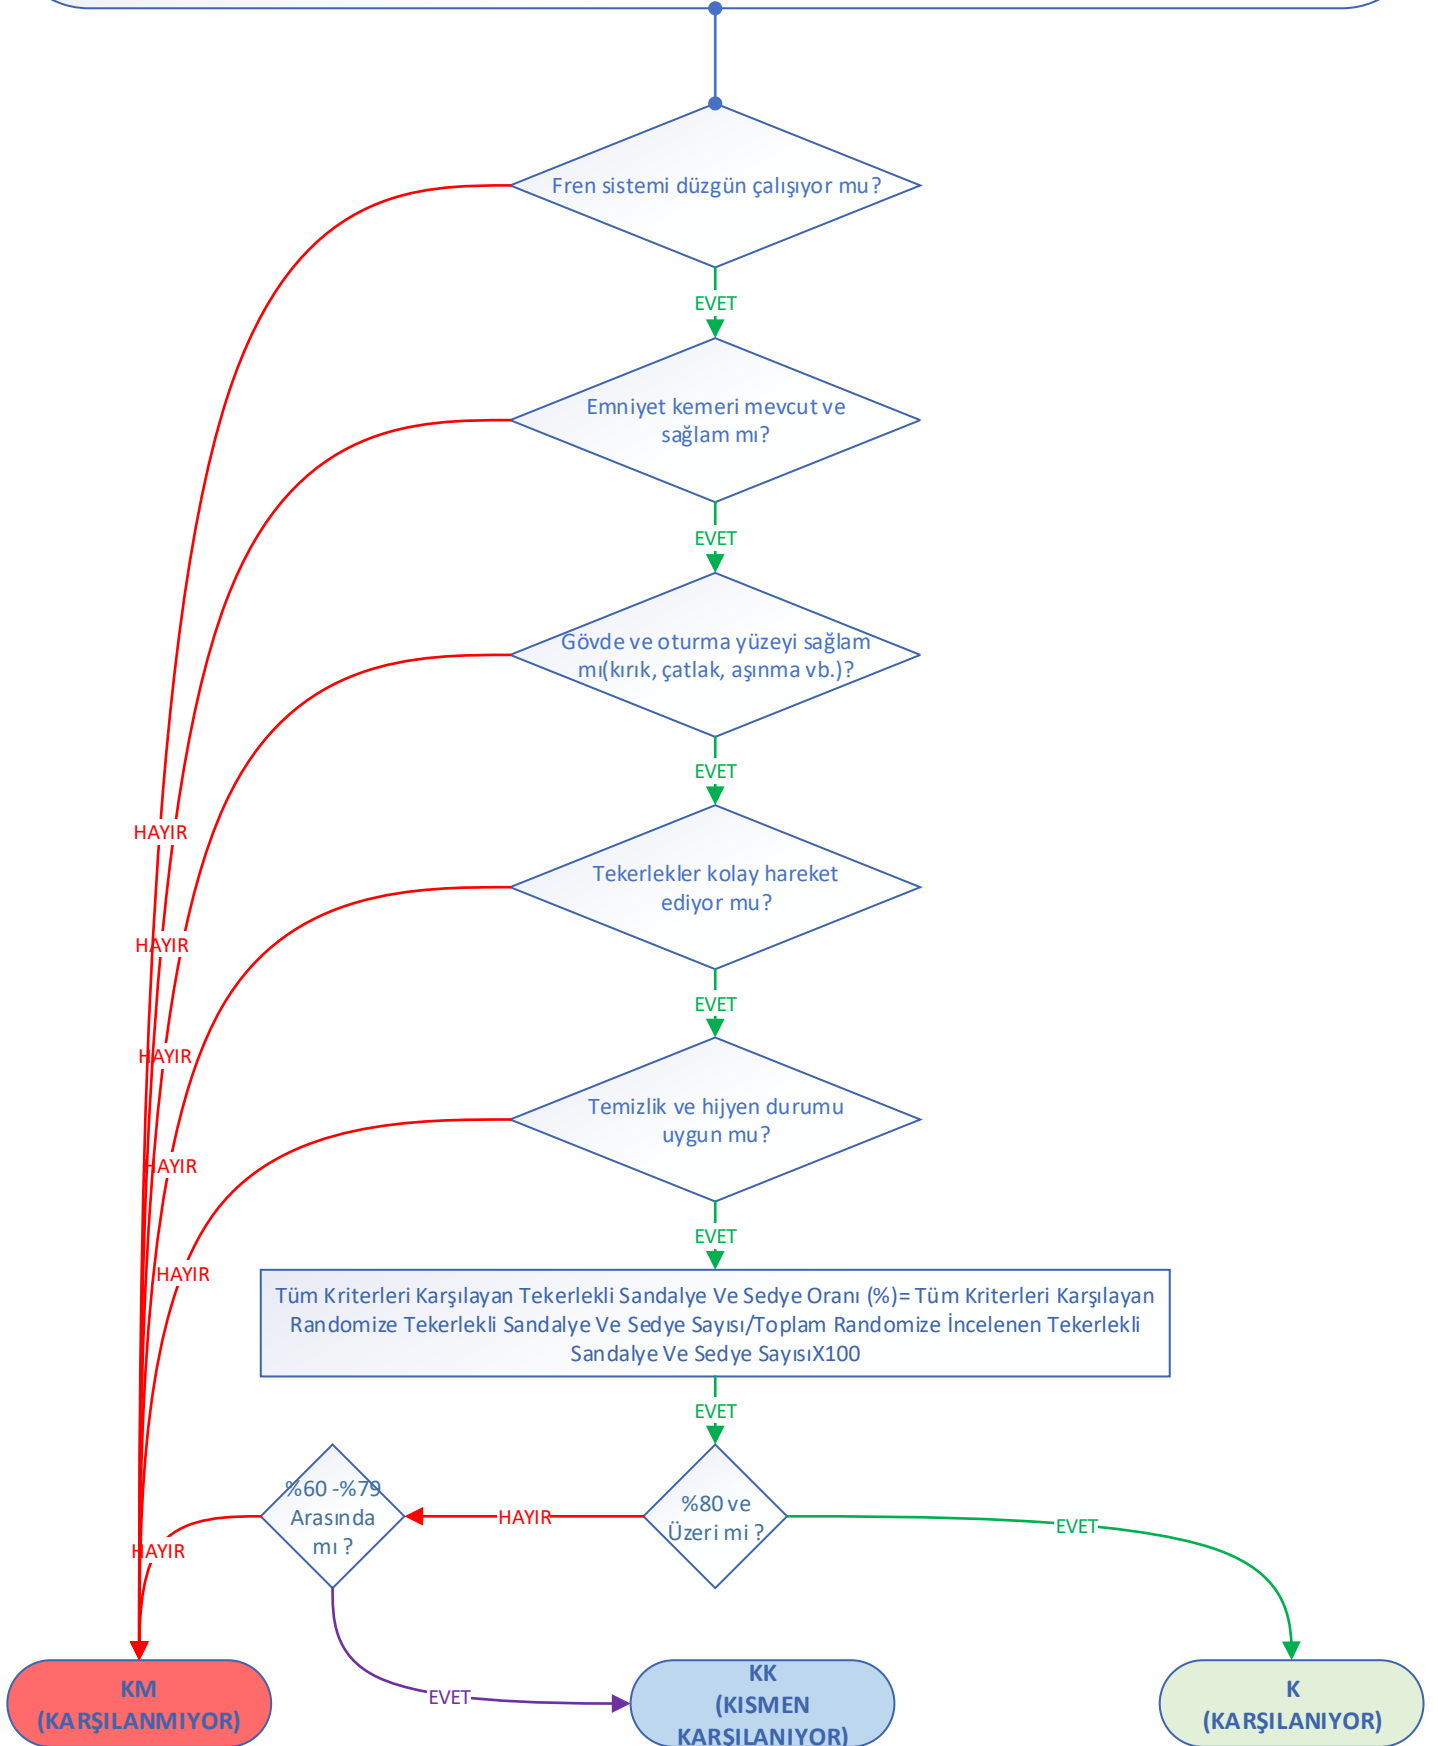 Fren sistemi düzgün çalışıyor mu?
EVET
Emniyet kemeri mevcut ve
sağlam mı?
EVET
Gövde ve oturma yüzeyi sağlam
mı(kırık, çatlak, aşınma vb.)?
EVET
HAYIR
Tekerlekler kolay hareket
ediyor mu?
HAYIR
EVET
HAYIR
Temizlik ve hijyen durumu
uygun mu?
HAYIR
EVET
HAYIR
Tüm Kriterleri Karşılayan Tekerlekli Sandalye Ve Sedye Oranı (%)= Tüm Kriterleri Karşılayan
Randomize Tekerlekli Sandalye Ve Sedye Sayısı/Toplam Randomize İncelenen Tekerlekli
Sandalye Ve Sedye SayısıX100
EVET
%60 -%79
Arasında
mı ?
HAYIR
%80 ve
Üzeri mi ?
EVET
HAYIR
EVET
KM
(KARŞILANMIYOR)
KK
(KISMEN
KARŞILANIYOR)
K
(KARŞILANIYOR)